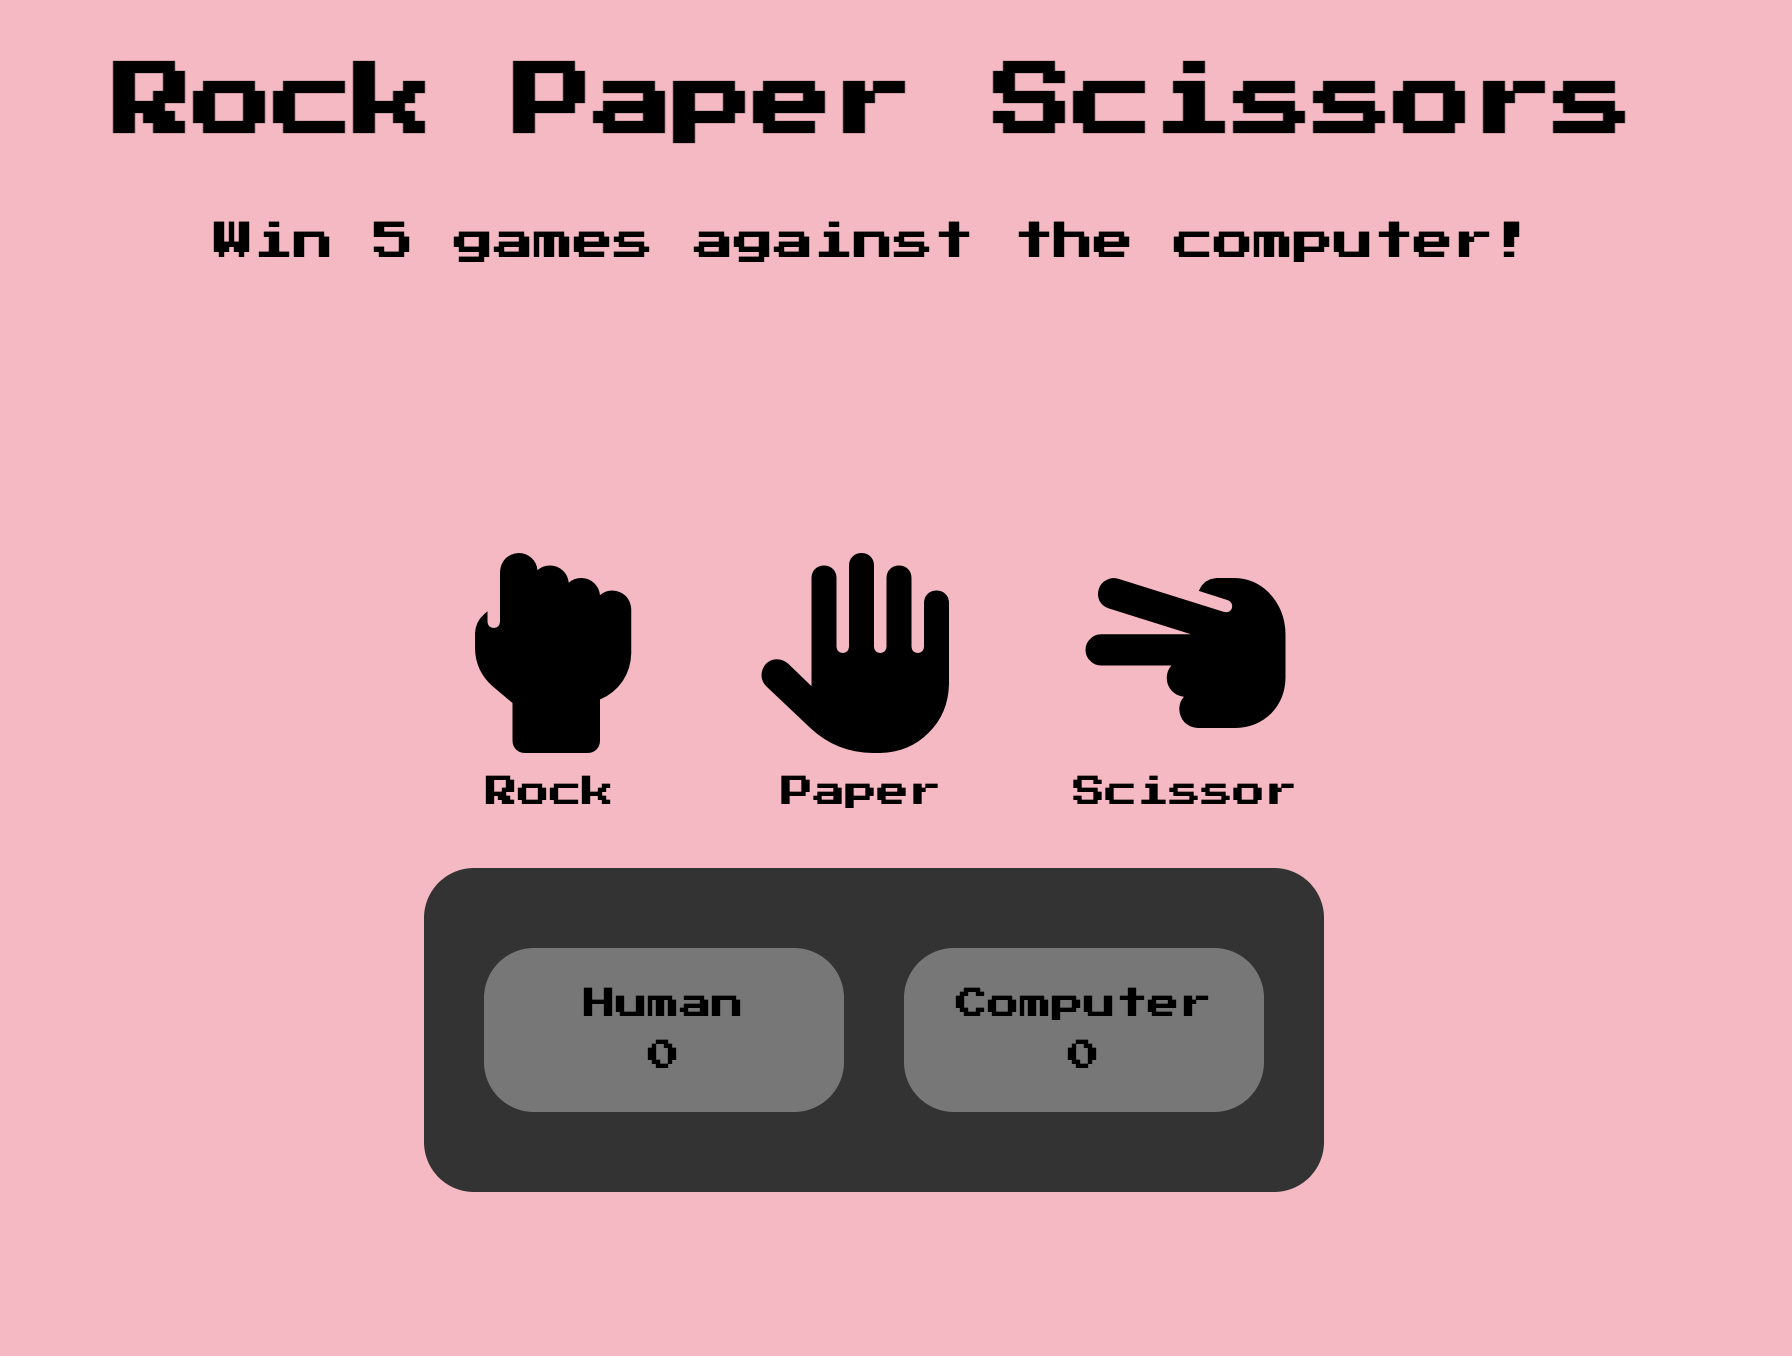 Rock Paper Scissors
Win 5 games against the computer!
Rock Paper Scissor
Human Computer
0 0